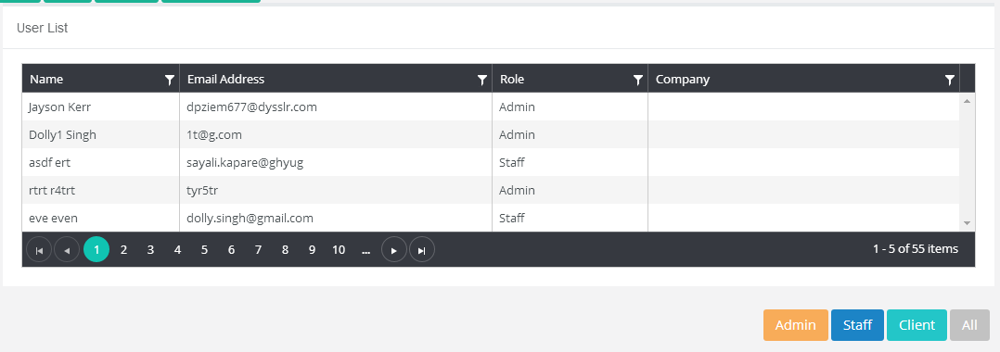 User List
Name Email Address Role Company
Jayson Kerr dpziem677@dysslr.com Admin
Dolly1 Singh 1t@g.com Admin
asdf ert sayali.kapare@ghyug Staff
rtrt r4trt tyr5tr Admin
eve even dolly.singh@gmail.com Staff
1 2 3 4 5 6 7 8 9 10 ... 1 - 5 of 55 items
Admin Staff Client All